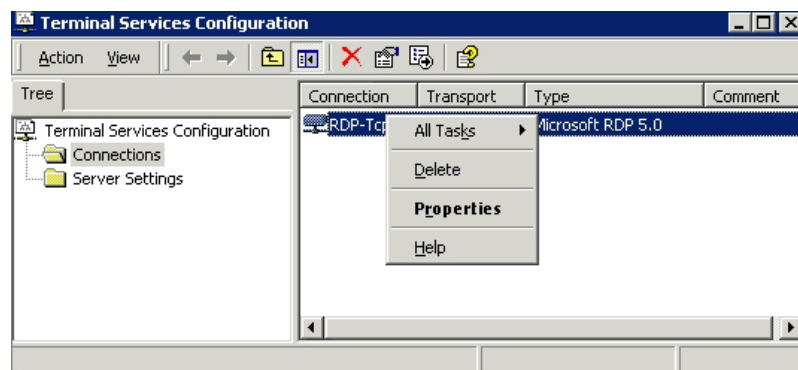 Terminal Services Configuration
Action View
Tree
Terminal Services Configuration
Connections
Server Settings
Connection Transport Type Comment
RDP-Tcp Microsoft RDP 5.0
All Tasks
Delete
Properties
Help